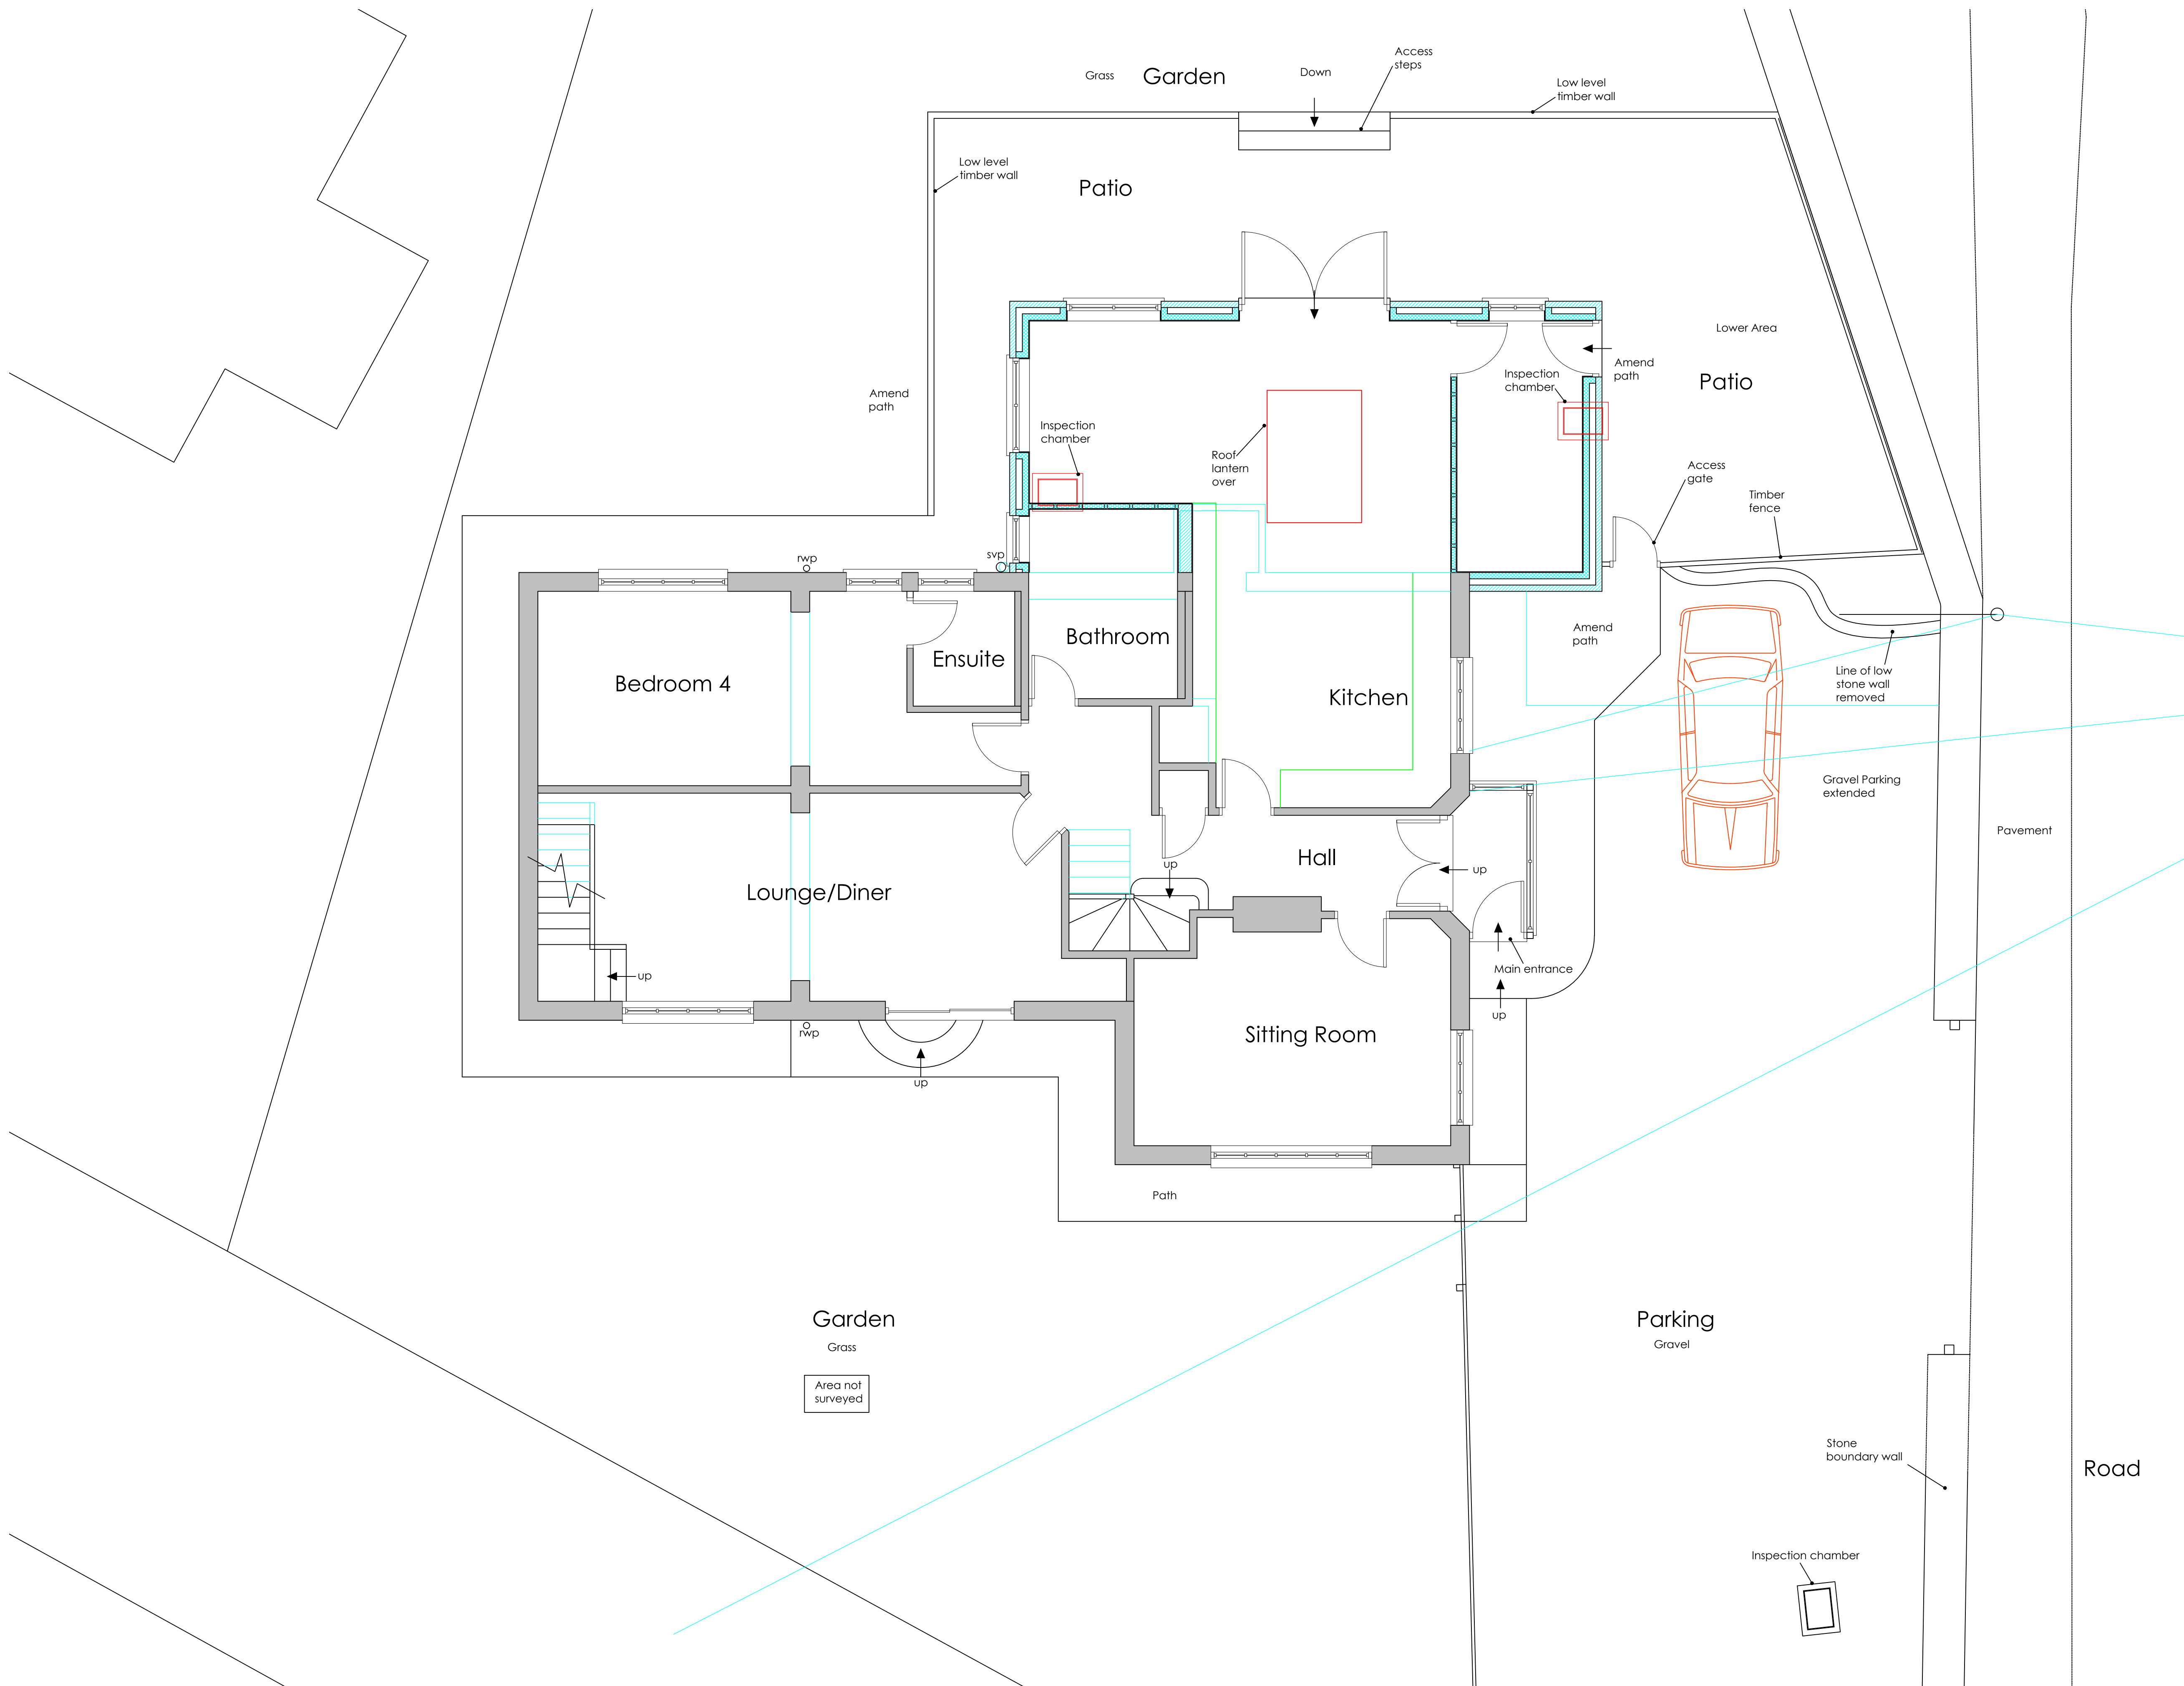 Access
steps
Grass
Garden
Down
Low level
timber wall
Low level
timber wall
Patio
Lower Area
Amend
path
Inspection
chamber
Patio
Amend
path
Inspection
chamber
Roof
lantern
over
Access
gate
Timber
fence
rwp
svp
Bathroom
Amend
path
Ensuite
Bedroom 4
Kitchen
Line of low
stone wall
removed
Gravel Parking
extended
Pavement
Hall
up
up
Lounge/Diner
up
Main entrance
up
rwp
Sitting Room
up
Path
Garden
Grass
Parking
Gravel
Area not
surveyed
Stone
boundary wall
Road
Inspection chamber